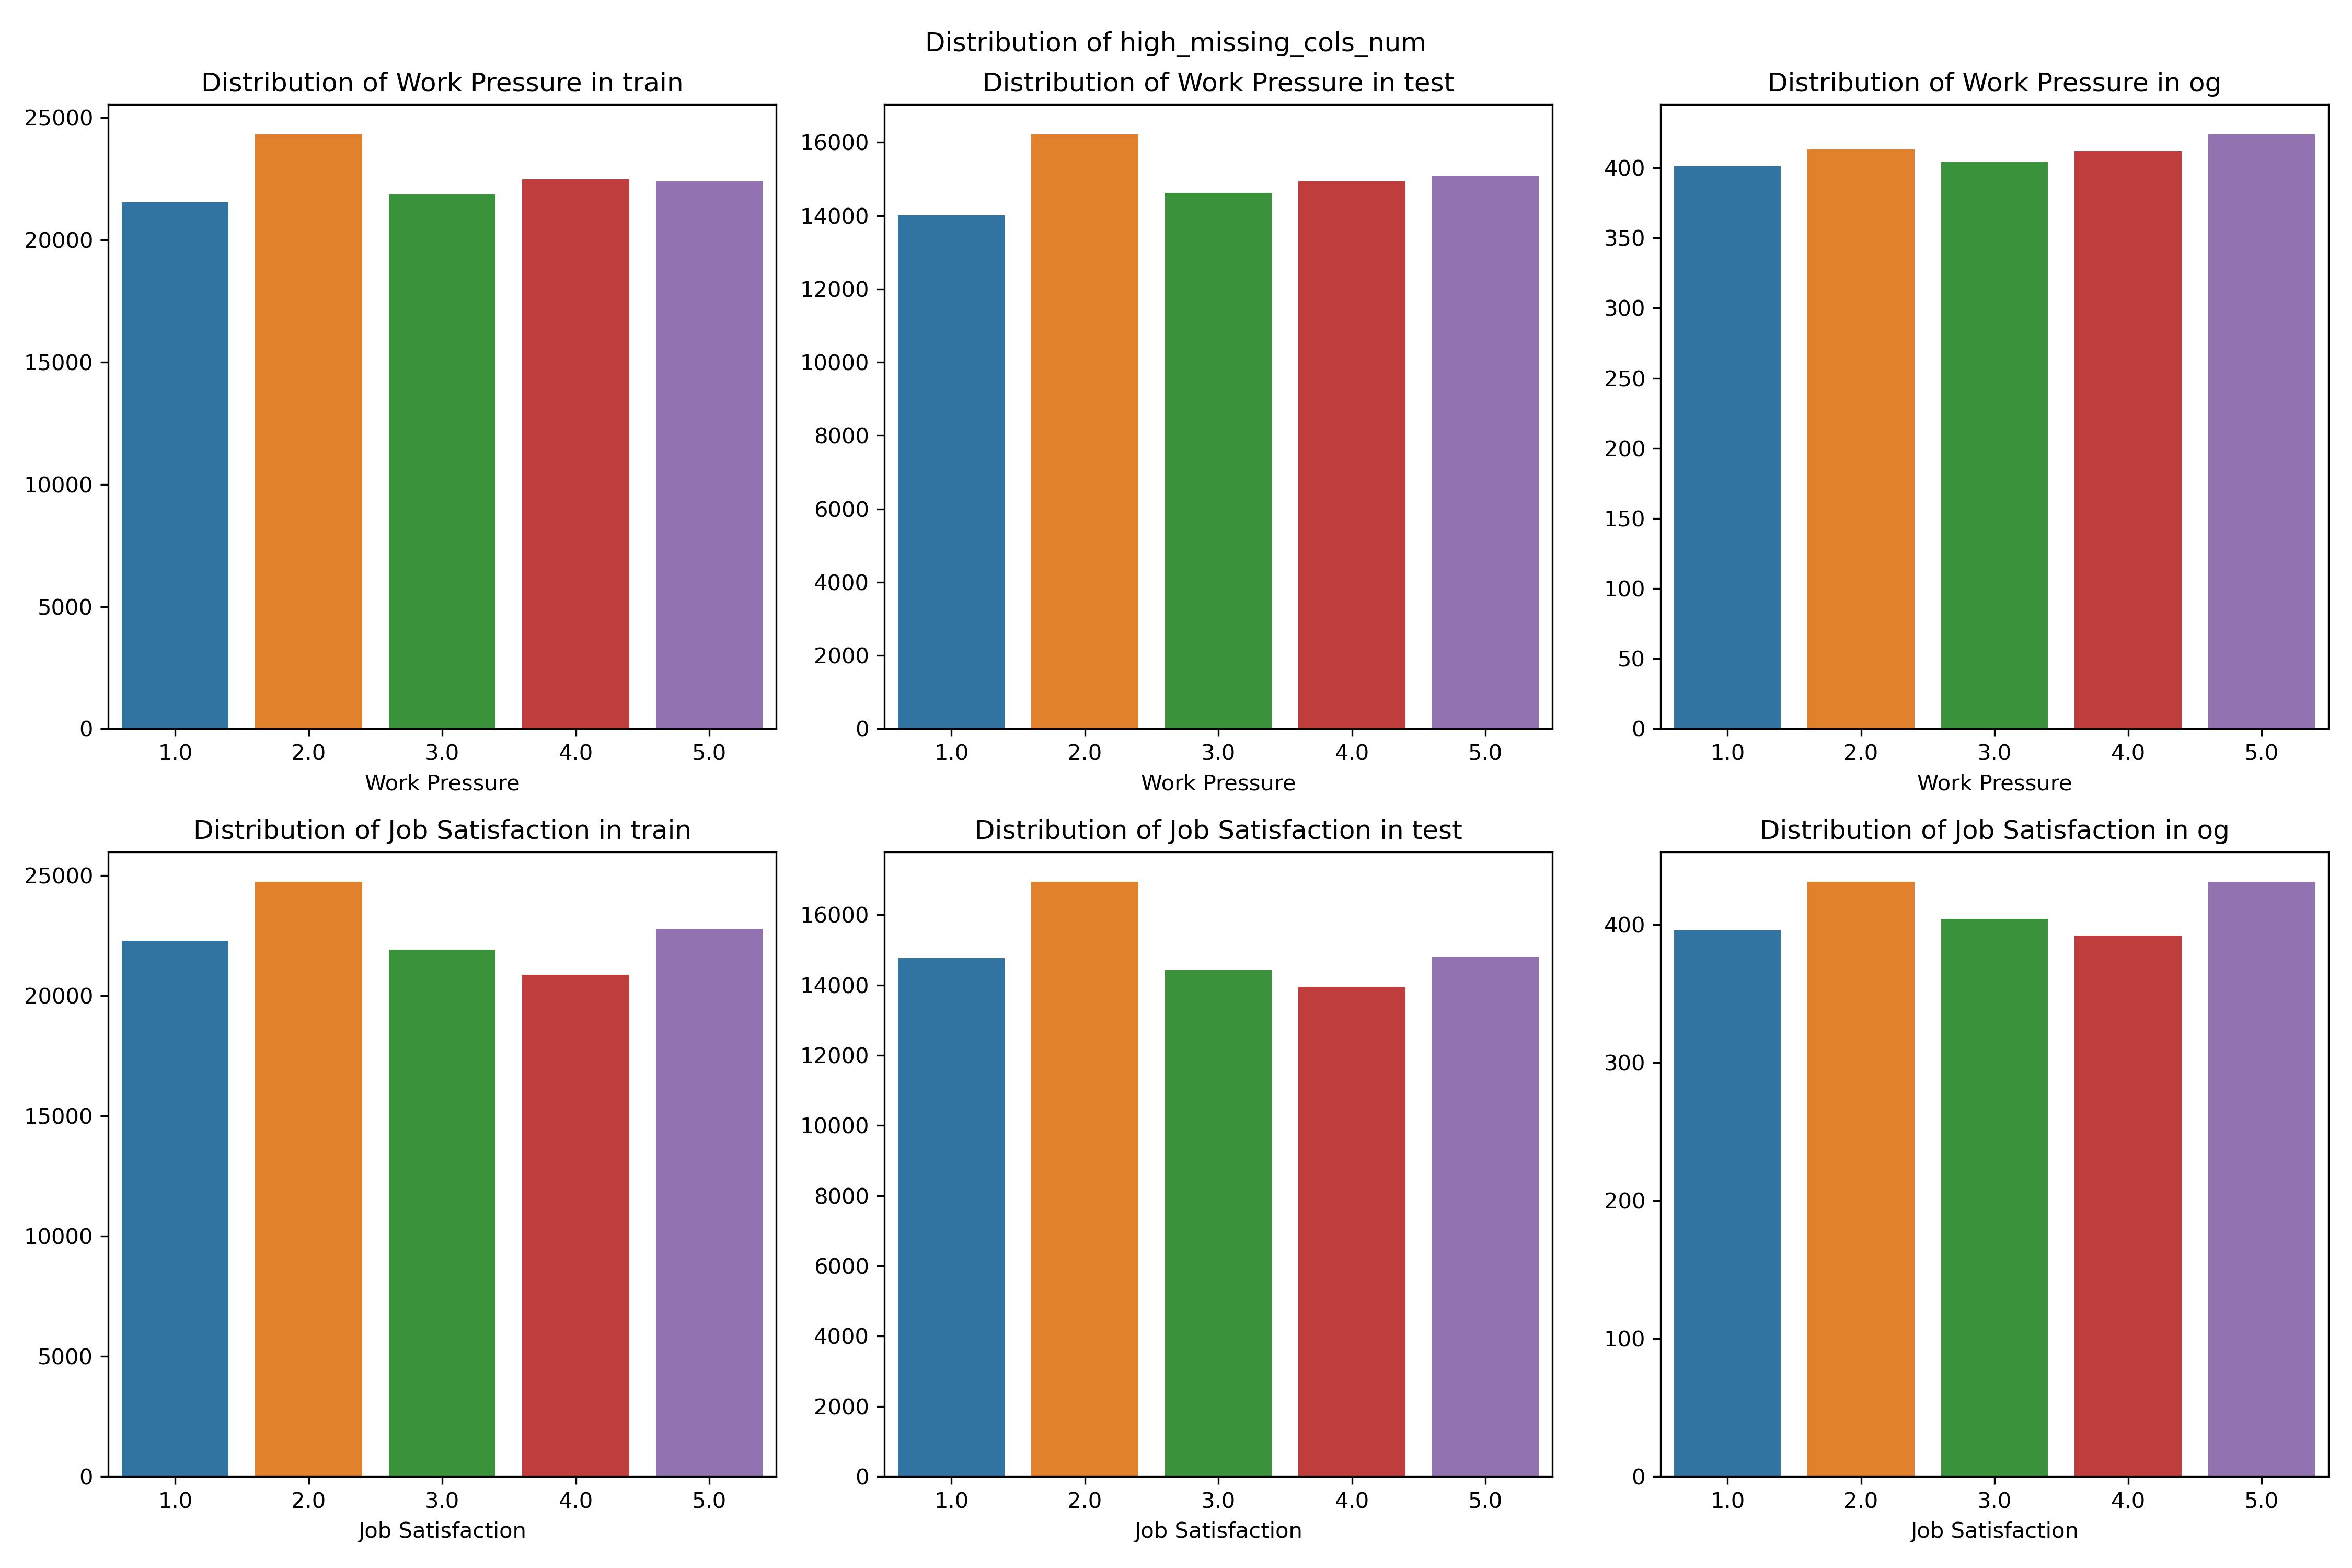 Distribution of high_missing_cols_num
Distribution of Work Pressure in train
25000
20000
15000
10000
5000
0
1.0 2.0 3.0 4.0 5.0
Work Pressure
Distribution of Work Pressure in test
16000
14000
12000
10000
8000
6000
4000
2000
0
1.0 2.0 3.0 4.0 5.0
Work Pressure
Distribution of Work Pressure in og
400
350
300
250
200
150
100
50
0
1.0 2.0 3.0 4.0 5.0
Work Pressure
Distribution of Job Satisfaction in train
25000
20000
15000
10000
5000
0
1.0 2.0 3.0 4.0 5.0
Job Satisfaction
Distribution of Job Satisfaction in test
16000
14000
12000
10000
8000
6000
4000
2000
0
1.0 2.0 3.0 4.0 5.0
Job Satisfaction
Distribution of Job Satisfaction in og
400
300
200
100
0
1.0 2.0 3.0 4.0 5.0
Job Satisfaction